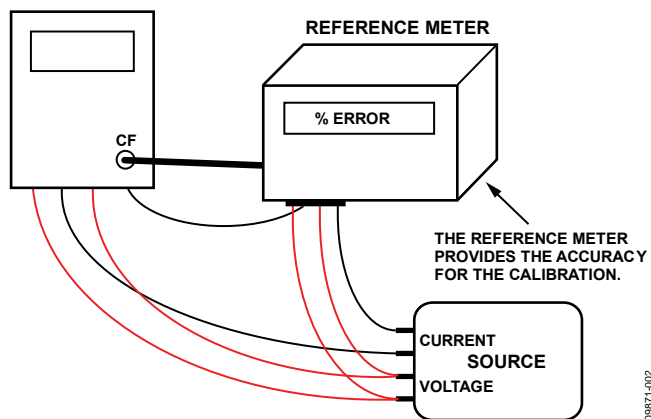 REFERENCE METER
% ERROR
CF
THE REFERENCE METER
PROVIDES THE ACCURACY
FOR THE CALIBRATION.
CURRENT
SOURCE
VOLTAGE
09871-002